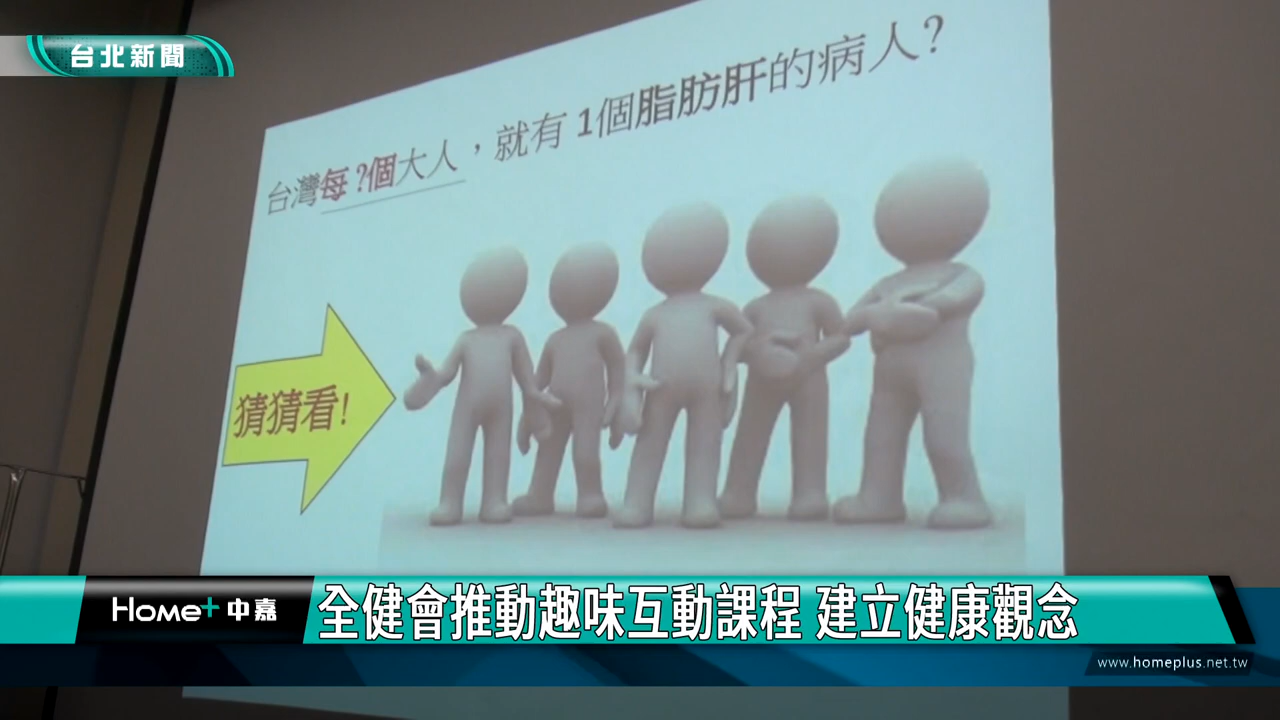 台北新聞
台灣每?個大人，就有 1個脂肪肝的病人?
猜猜看!
Home+中嘉
全健會推動趣味互動課程 建立健康觀念
www.homeplus.net.tw